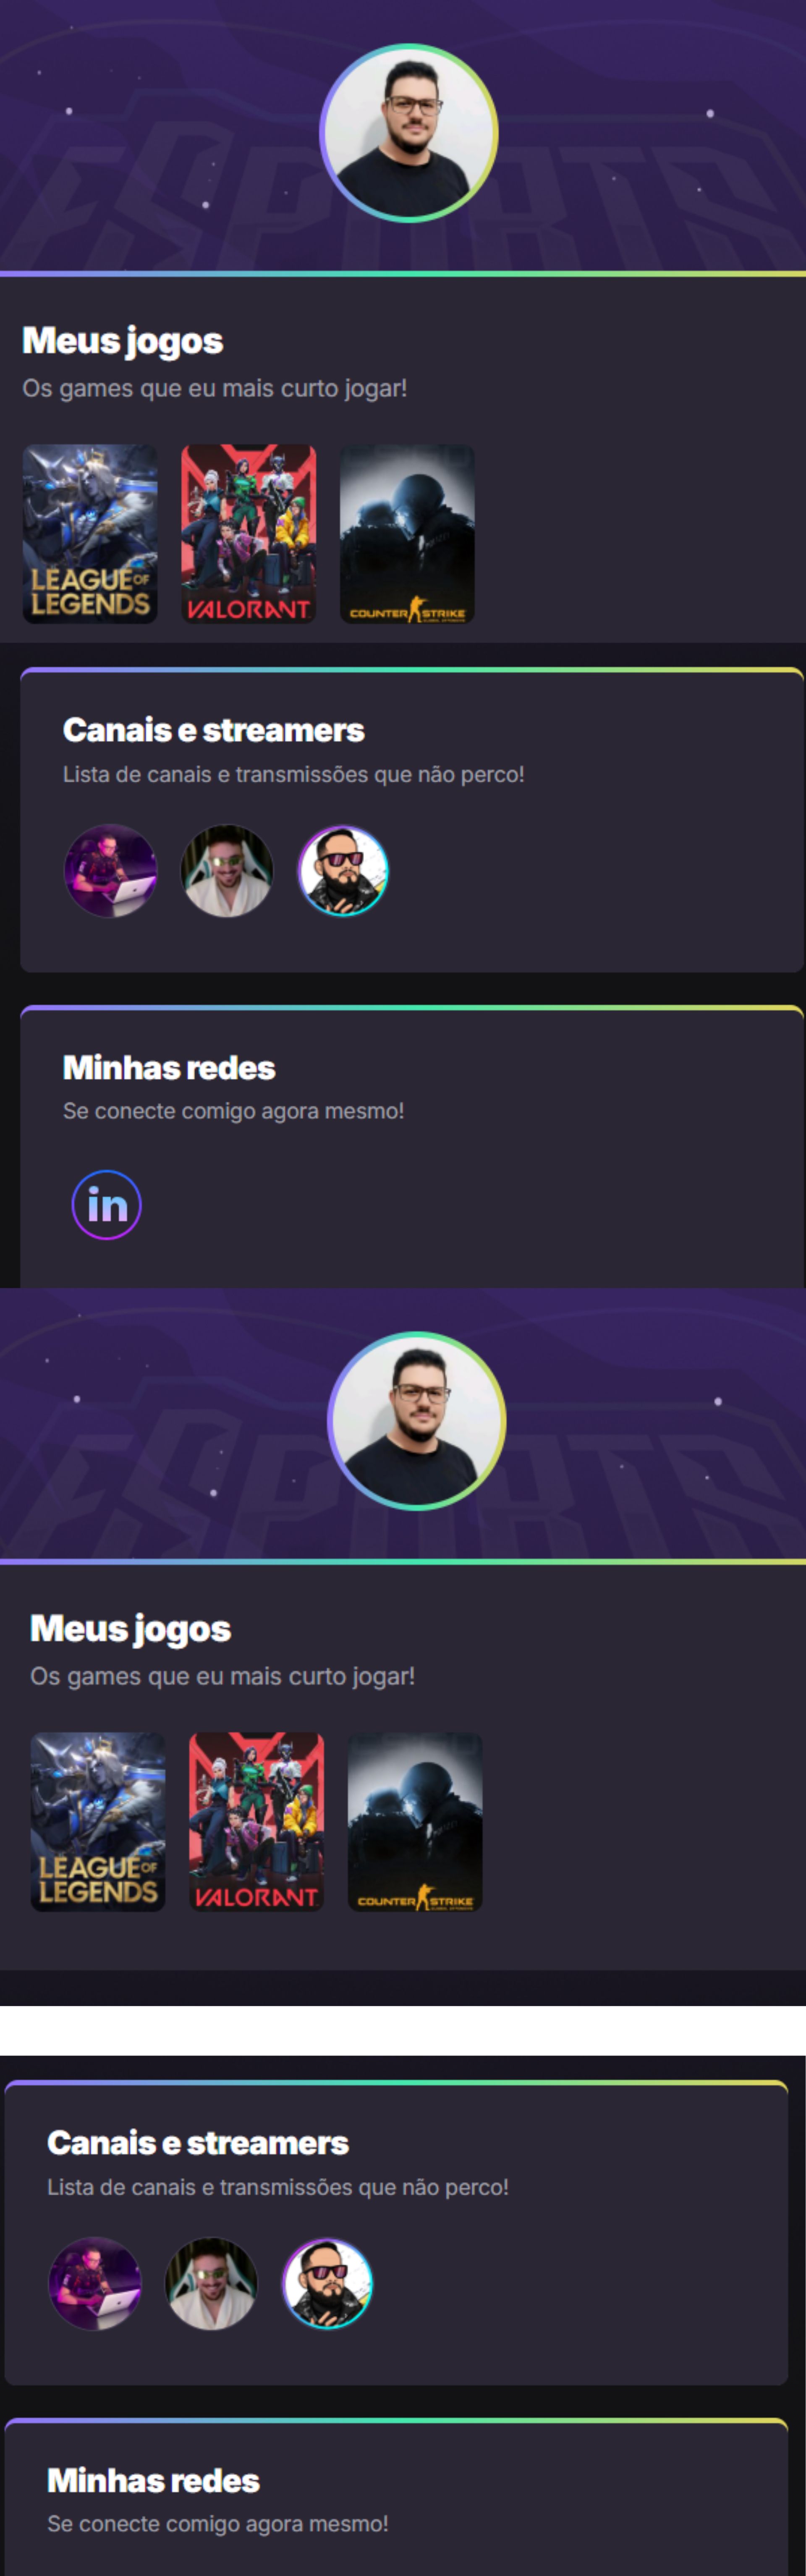 ESPORTS
Meus jogos
Os games que eu mais curto jogar!
LEAGUE OF
LEGENDS
VALORANT
COUNTER STRIKE
Canais e streamers
Lista de canais e transmissões que não perco!
Minhas redes
Se conecte comigo agora mesmo!
in
ESPORTS
Meus jogos
Os games que eu mais curto jogar!
LEAGUE OF
LEGENDS
VALORANT
COUNTER STRIKE
Canais e streamers
Lista de canais e transmissões que não perco!
Minhas redes
Se conecte comigo agora mesmo!